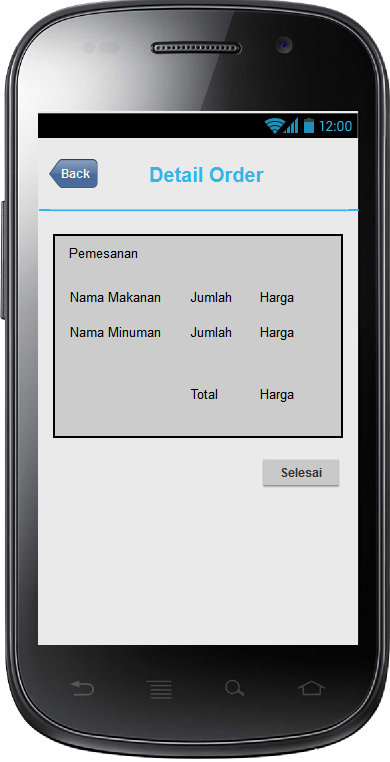 12:00
Back Detail Order
Pemesanan
Nama Makanan Jumlah Harga
Nama Minuman Jumlah Harga
Total Harga
Selesai